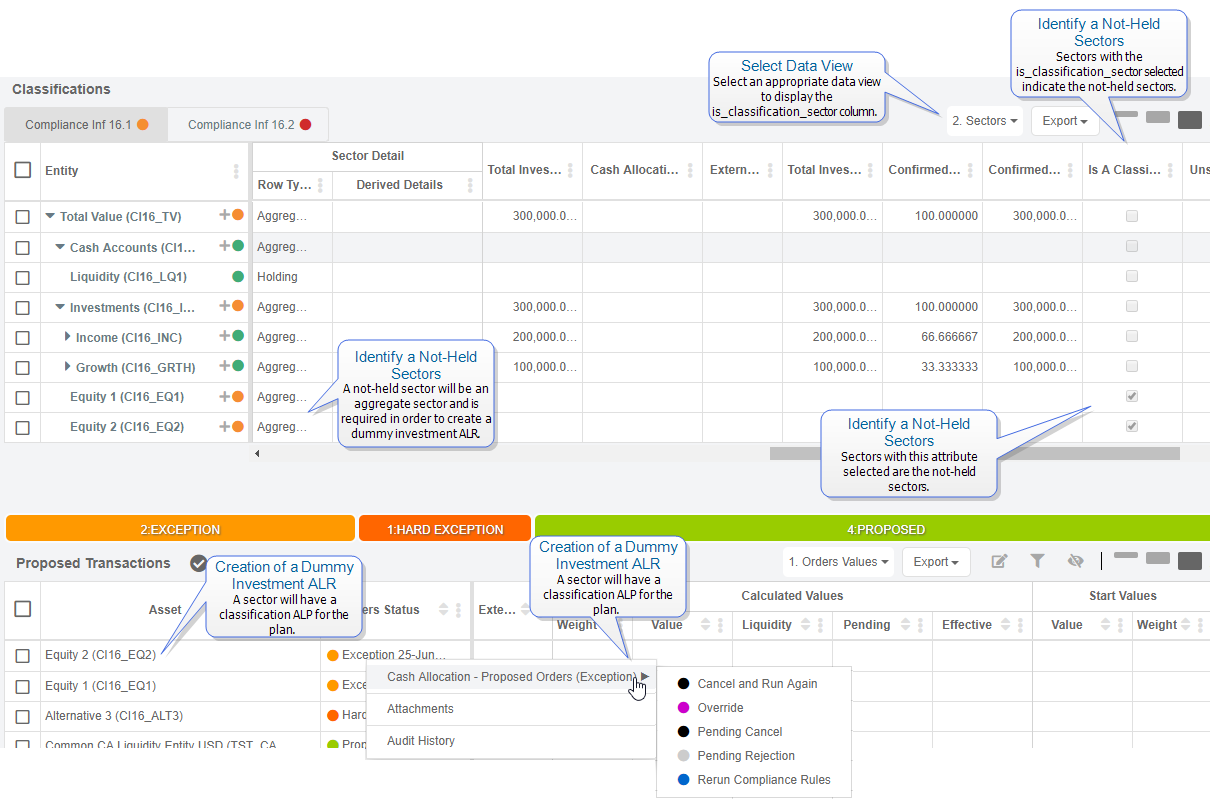 Identify a Not-Held
Sectors
Sectors with the
is_classification_sector selected
indicate the not-held sectors.
Select Data View
Select an appropriate data view
to display the
is_classification_sector column.
Classifications
Compliance Inf 16.1
Compliance Inf 16.2
2. Sectors
Export
Entity
Sector Detail
Row Ty...
Derived Details
Total Inves...
Cash Allocati...
Extern...
Total Inves...
Confirmed...
Confirmed...
Is A Classi...
Uns
Total Value (CI16_TV)
Aggreg...
300,000.0...
300,000.0...
100.000000
300,000.0...
Cash Accounts (CI1...
Aggreg...
Liquidity (CI16_LQ1)
Holding
Investments (CI16_I...
Aggreg...
300,000.0...
300,000.0...
100.000000
300,000.0...
Income (CI16_INC)
Aggreg...
200,000.0...
200,000.0...
66.666667
200,000.0...
Growth (CI16_GRTH)
Aggreg...
100,000.0...
100,000.0...
33.333333
100,000.0...
Equity 1 (CI16_EQ1)
Aggreg...
Equity 2 (CI16_EQ2)
Aggreg...
Identify a Not-Held
Sectors
A not-held sector will be an
aggregate sector and is
required in order to create a
dummy investment ALR.
Identify a Not-Held
Sectors
Sectors with this attribute
selected are the not-held
sectors.
2:EXCEPTION
1:HARD EXCEPTION
4:PROPOSED
Proposed Transactions
1. Orders Values
Export
Creation of a Dummy
Investment ALR
A sector will have a
classification ALP for the
plan.
Creation of a Dummy
Investment ALR
A sector will have a
classification ALP for the
plan.
Asset
ers Status
Exte...
Calculated Values
Start Values
Weight
Value
Liquidity
Pending
Effective
Value
Weight
Equity 2 (CI16_EQ2)
Exception 25-Jun...
Equity 1 (CI16_EQ1)
Exce
Alternative 3 (CI16_ALT3)
Hard
Common CA Liquidity Entity USD (TST_CA
Prop
Cash Allocation - Proposed Orders (Exception)
Attachments
Audit History
Cancel and Run Again
Override
Pending Cancel
Pending Rejection
Rerun Compliance Rules